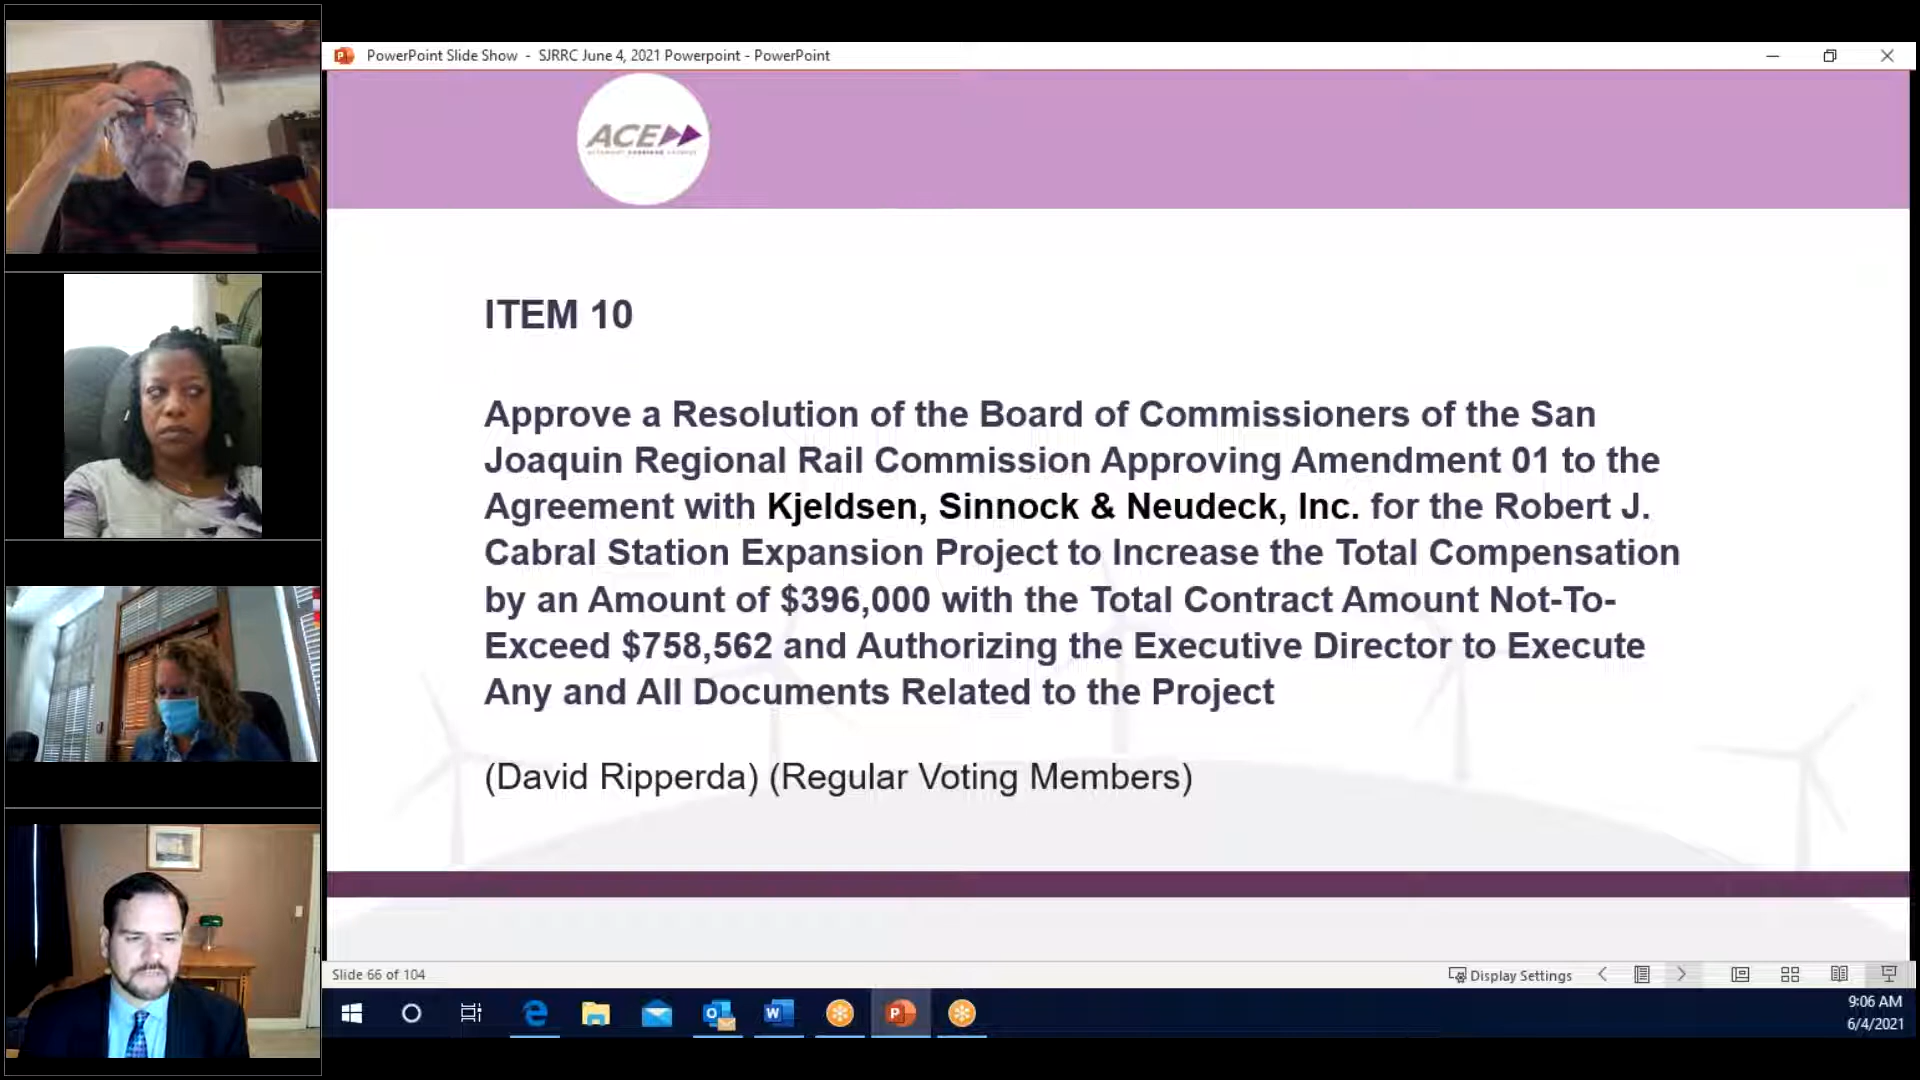 PowerPoint Slide Show - SJRRC June 4, 2021 Powerpoint - PowerPoint
ACE
ITEM 10
Approve a Resolution of the Board of Commissioners of the San
Joaquin Regional Rail Commission Approving Amendment 01 to the
Agreement with Kjeldsen, Sinnock & Neudeck, Inc. for the Robert J.
Cabral Station Expansion Project to Increase the Total Compensation
by an Amount of $396,000 with the Total Contract Amount Not-To-
Exceed $758,562 and Authorizing the Executive Director to Execute
Any and All Documents Related to the Project
(David Ripperda) (Regular Voting Members)
Slide 66 of 104
Display Settings
9:06 AM
6/4/2021